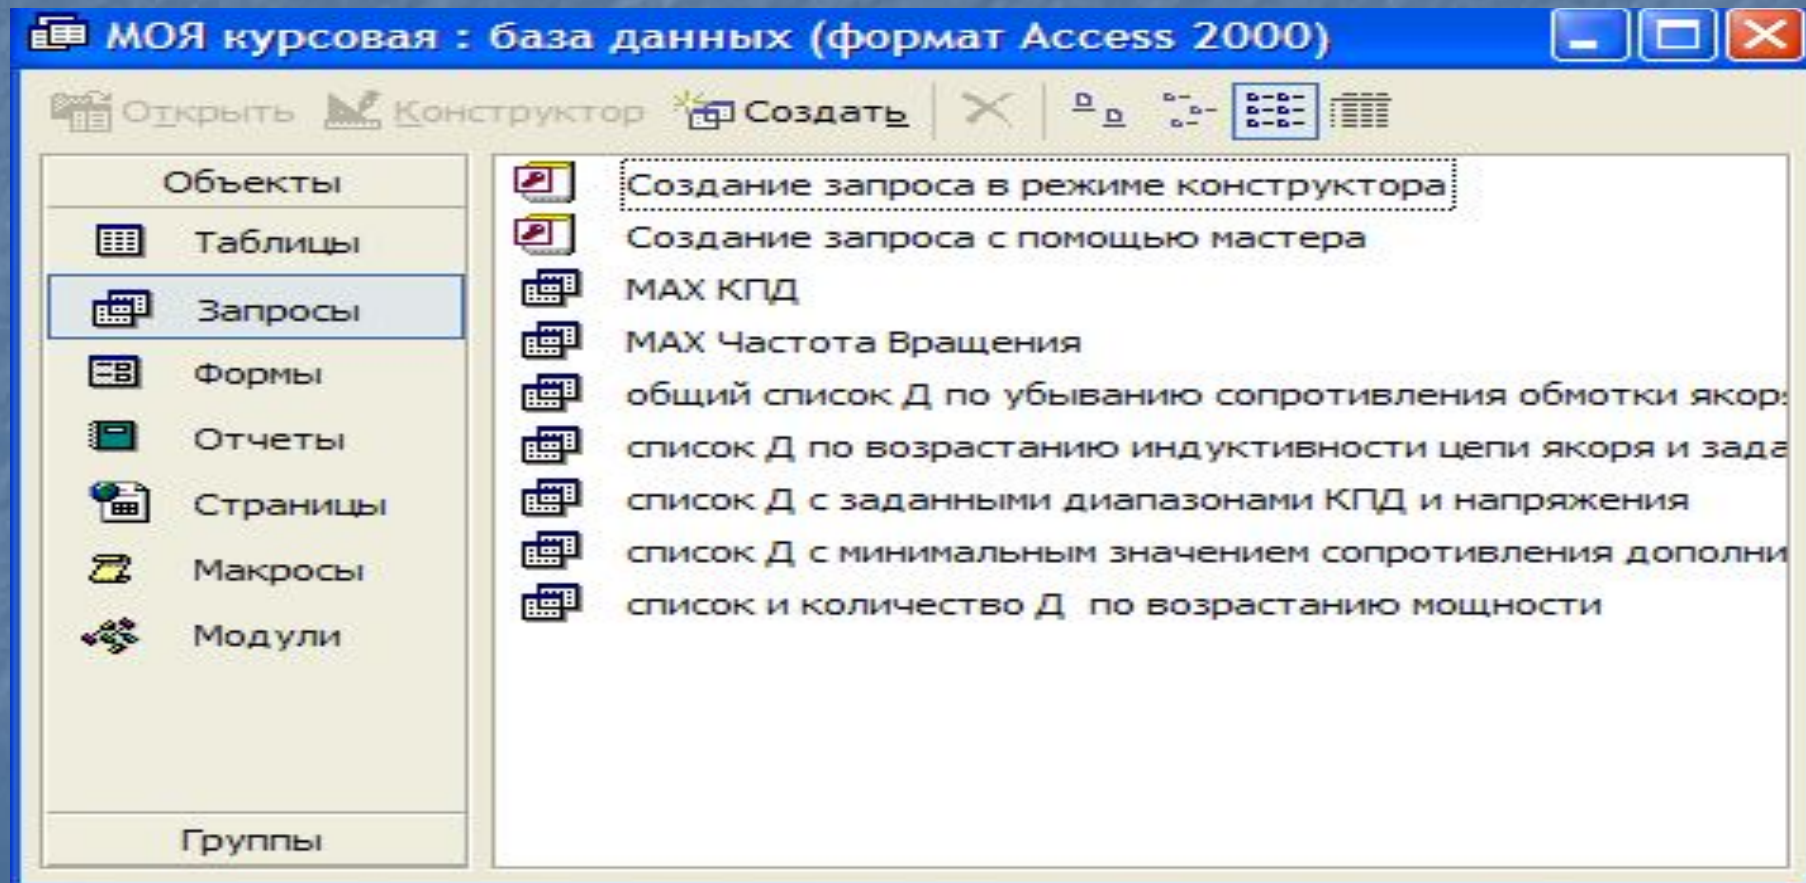 МОЯ курсовая : база данных (формат Access 2000)
Открыть Конструктор Создать
Объекты
Таблицы
Запросы
Формы
Отчеты
Страницы
Макросы
Модули
Группы
Создание запроса в режиме конструктора
Создание запроса с помощью мастера
MAX КПД
MAX Частота Вращения
общий список Д по убыванию сопротивления обмотки якор
список Д по возрастанию индуктивности цепи якоря и зада
список Д с заданными диапазонами КПД и напряжения
список Д с минимальным значением сопротивления дополни
список и количество Д по возрастанию мощности